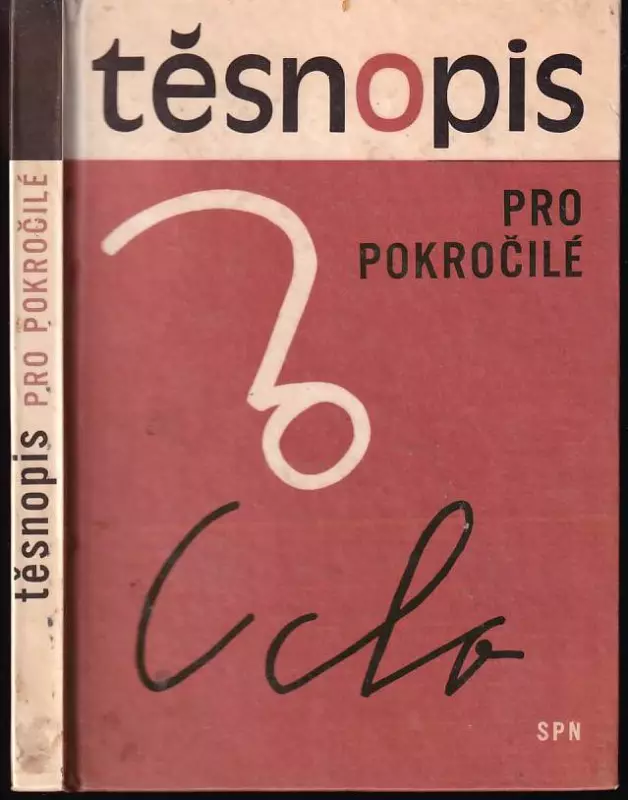 těsnopis PRO POKROČILÉ
těsnopis
PRO
POKROČILÉ
SPN